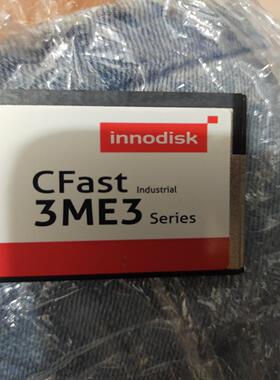 innodisk
CFast Industrial
3ME3 Series